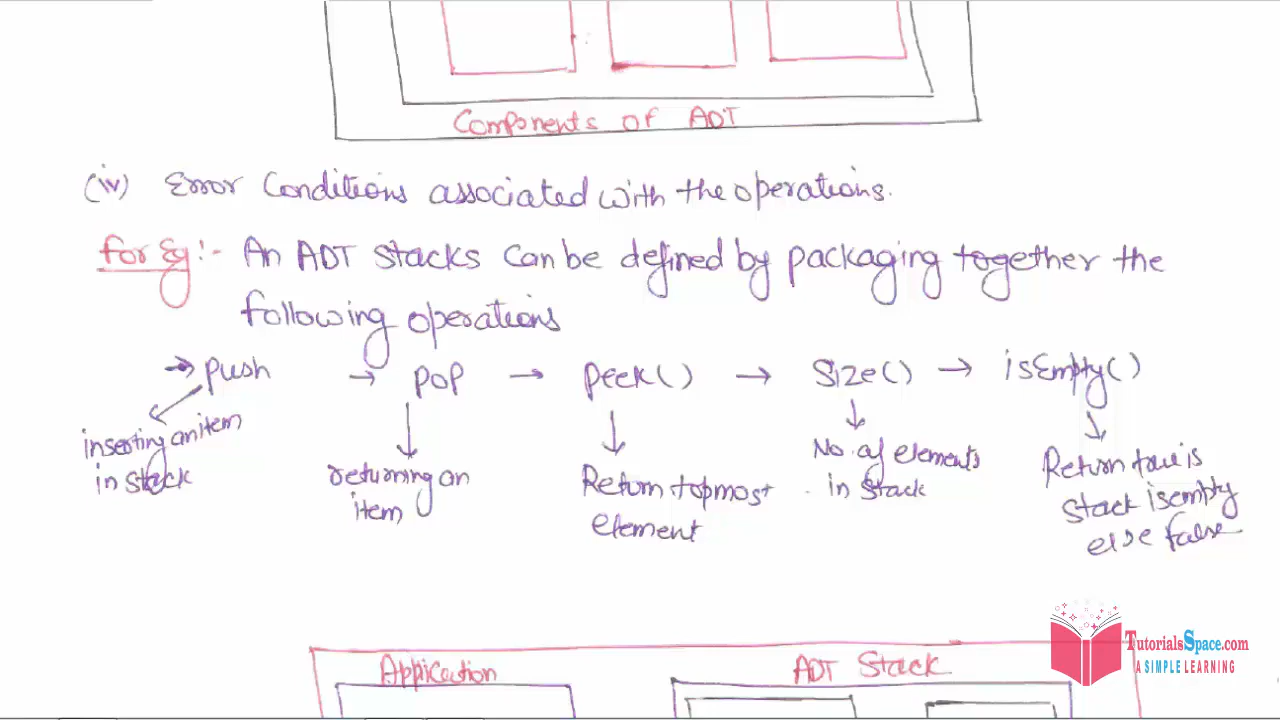 Components of ADT
(iv) Error Conditions associated with the operations.
for Eg:- An ADT Stacks can be defined by packaging together the
following operations
→ push → pop → peek() → Size() → isEmpty()
inserting an item
in stack
returning an
item
Return topmost
element
No. of elements
in stack
Return true is
stack is empty
else false
Application ADT Stack
TutorialsSpace.com
A SIMPLE LEARNING